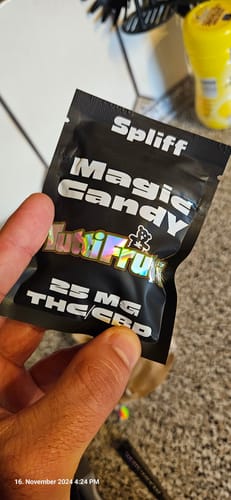 Spliff
Magic
Candy
TuttiFrutti
25 MG
THC/CBD
16. November 2024 4:24 PM